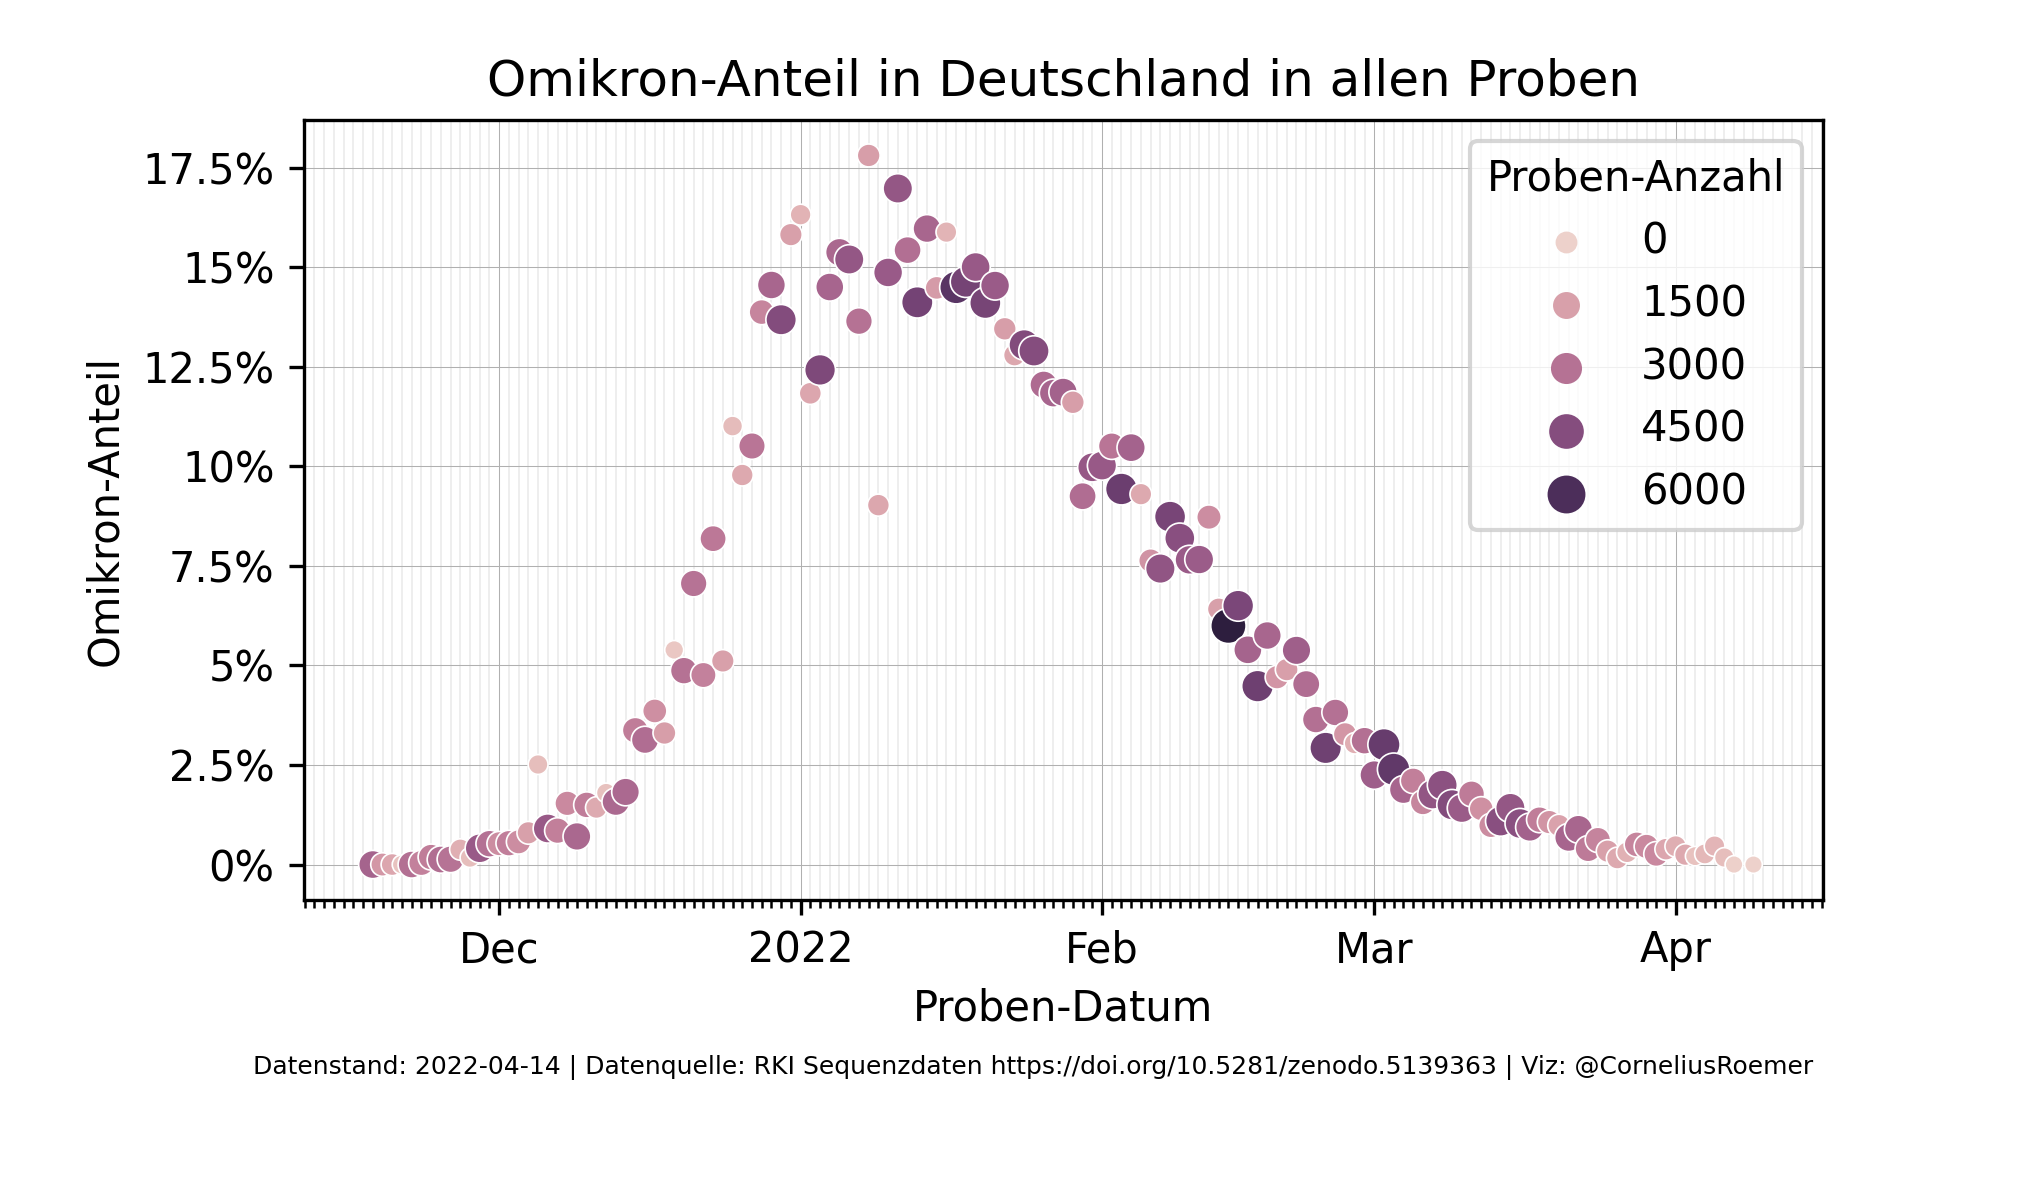 Omikron-Anteil in Deutschland in allen Proben
Omikron-Anteil
17.5%
15%
12.5%
10%
7.5%
5%
2.5%
0%
Proben-Anzahl
0
1500
3000
4500
6000
Dec
2022
Feb
Mar
Apr
Proben-Datum
Datenstand: 2022-04-14 | Datenquelle: RKI Sequenzdaten https://doi.org/10.5281/zenodo.5139363 | Viz: @CorneliusRoemer